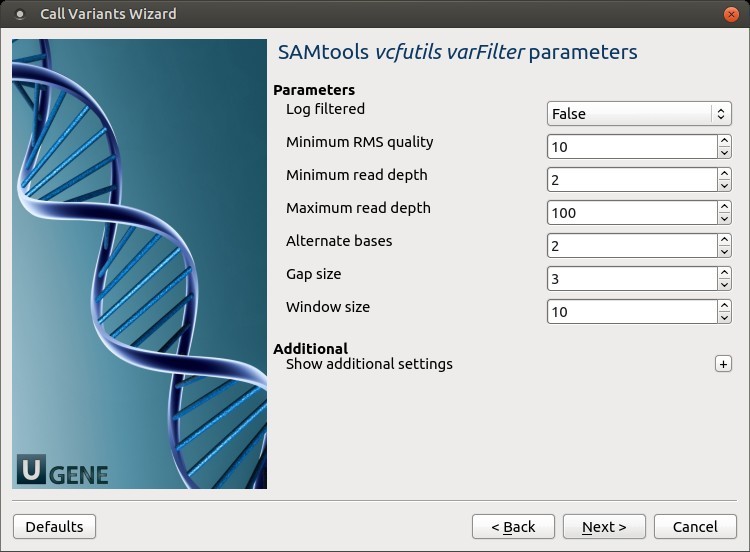 Call Variants Wizard
SAMtools vcfutils varFilter parameters
Parameters
Log filtered False
Minimum RMS quality 10
Minimum read depth 2
Maximum read depth 100
Alternate bases 2
Gap size 3
Window size 10
Additional
Show additional settings +
U GENE
Defaults < Back Next > Cancel